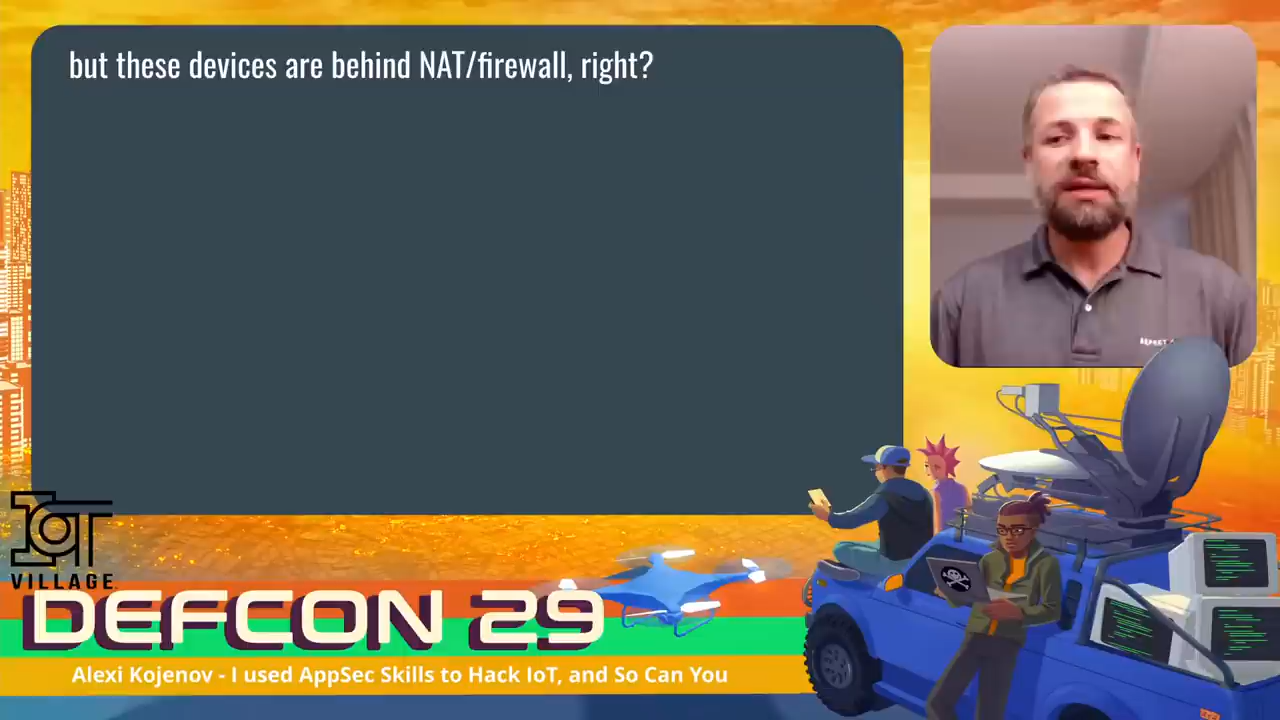 but these devices are behind NAT/firewall, right?
IOT
VILLAGE
DEFCON 29
Alexi Kojenov - I used AppSec Skills to Hack IoT, and So Can You